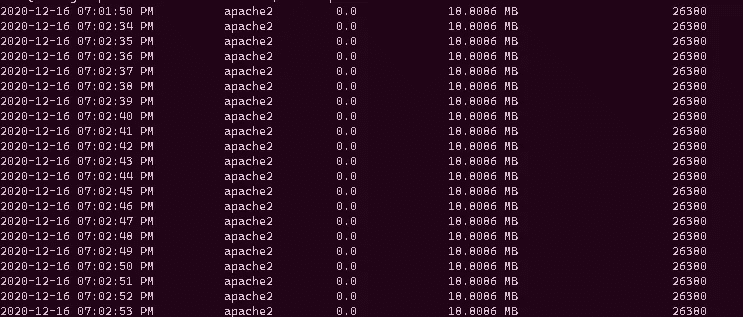 2020-12-16 07:01:50 PM apache2 0.0 10.0006 MB 26380
2020-12-16 07:02:34 PM apache2 0.0 10.0006 MB 26380
2020-12-16 07:02:35 PM apache2 0.0 10.0006 MB 26380
2020-12-16 07:02:36 PM apache2 0.0 10.0006 MB 26380
2020-12-16 07:02:37 PM apache2 0.0 10.0006 MB 26380
2020-12-16 07:02:38 PM apache2 0.0 10.0006 MB 26380
2020-12-16 07:02:39 PM apache2 0.0 10.0006 MB 26380
2020-12-16 07:02:40 PM apache2 0.0 10.0006 MB 26380
2020-12-16 07:02:41 PM apache2 0.0 10.0006 MB 26380
2020-12-16 07:02:42 PM apache2 0.0 10.0006 MB 26380
2020-12-16 07:02:43 PM apache2 0.0 10.0006 MB 26380
2020-12-16 07:02:44 PM apache2 0.0 10.0006 MB 26380
2020-12-16 07:02:45 PM apache2 0.0 10.0006 MB 26380
2020-12-16 07:02:46 PM apache2 0.0 10.0006 MB 26380
2020-12-16 07:02:47 PM apache2 0.0 10.0006 MB 26380
2020-12-16 07:02:48 PM apache2 0.0 10.0006 MB 26380
2020-12-16 07:02:49 PM apache2 0.0 10.0006 MB 26380
2020-12-16 07:02:50 PM apache2 0.0 10.0006 MB 26380
2020-12-16 07:02:51 PM apache2 0.0 10.0006 MB 26380
2020-12-16 07:02:52 PM apache2 0.0 10.0006 MB 26380
2020-12-16 07:02:53 PM apache2 0.0 10.0006 MB 26380